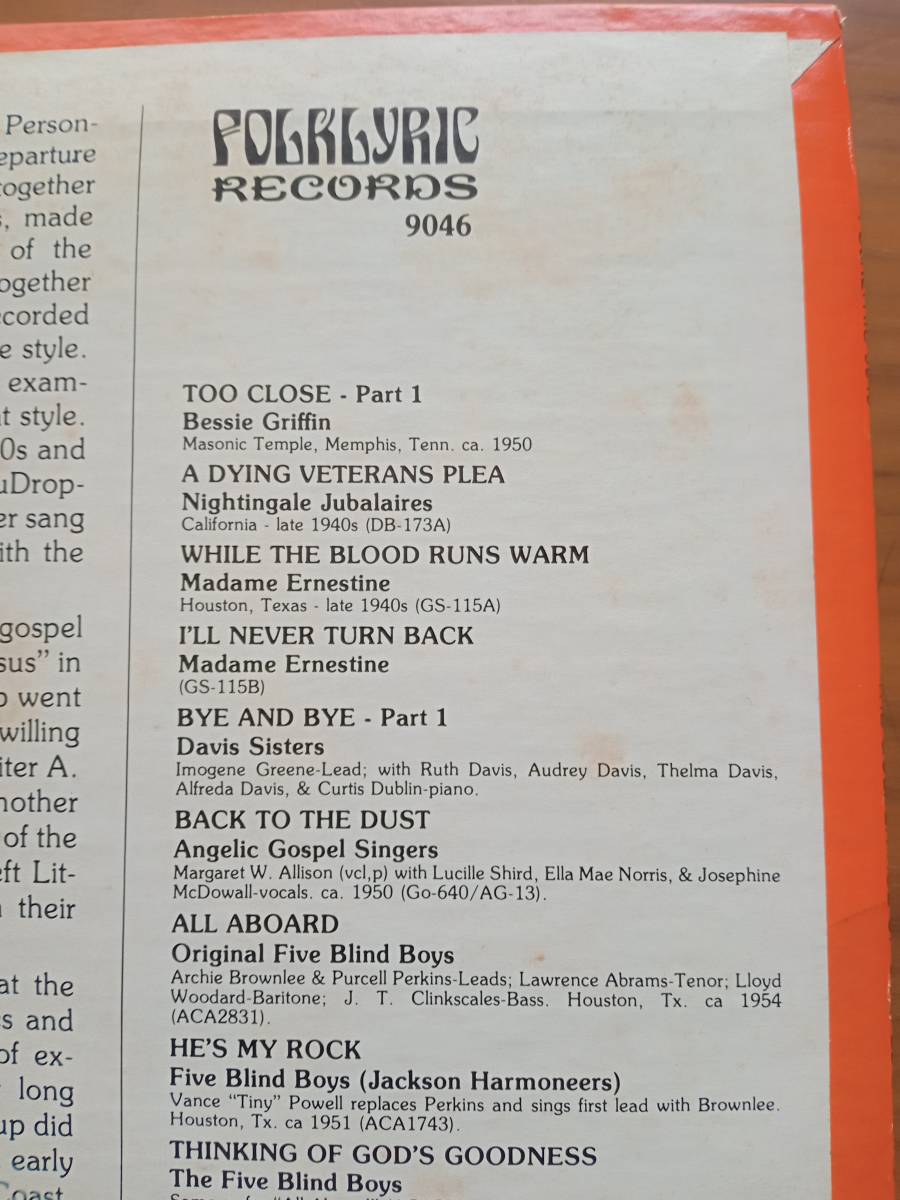 Person-
eparture
together
made
of the
ogether
ecorded
e style.
exam-
t style.
0s and
uDrop-
er sang
ith the
gospel
sus” in
o went
willing
iter A.
nother
of the
eft Lit-
their
at the
s and
of ex-
long
up did
early
Coast
FOLKLYRIC
RECORDS
9046
TOO CLOSE - Part 1
Bessie Griffin
Masonic Temple, Memphis, Tenn. ca. 1950
A DYING VETERANS PLEA
Nightingale Jubalaires
California - late 1940s (DB-173A)
WHILE THE BLOOD RUNS WARM
Madame Ernestine
Houston, Texas - late 1940s (GS-115A)
I'LL NEVER TURN BACK
Madame Ernestine
(GS-115B)
BYE AND BYE - Part 1
Davis Sisters
Imogene Greene-Lead; with Ruth Davis, Audrey Davis, Thelma Davis,
Alfreda Davis, & Curtis Dublin-piano.
BACK TO THE DUST
Angelic Gospel Singers
Margaret W. Allison (vcl,p) with Lucille Shird, Ella Mae Norris, & Josephine
McDowall-vocals. ca. 1950 (Go-640/AG-13).
ALL ABOARD
Original Five Blind Boys
Archie Brownlee & Purcell Perkins-Leads; Lawrence Abrams-Tenor; Lloyd
Woodard-Baritone; J. T. Clinkscales-Bass. Houston, Tx. ca 1954
(ACA2831).
HE'S MY ROCK
Five Blind Boys (Jackson Harmoneers)
Vance “Tiny” Powell replaces Perkins and sings first lead with Brownlee.
Houston, Tx. ca 1951 (ACA1743).
THINKING OF GOD'S GOODNESS
The Five Blind Boys